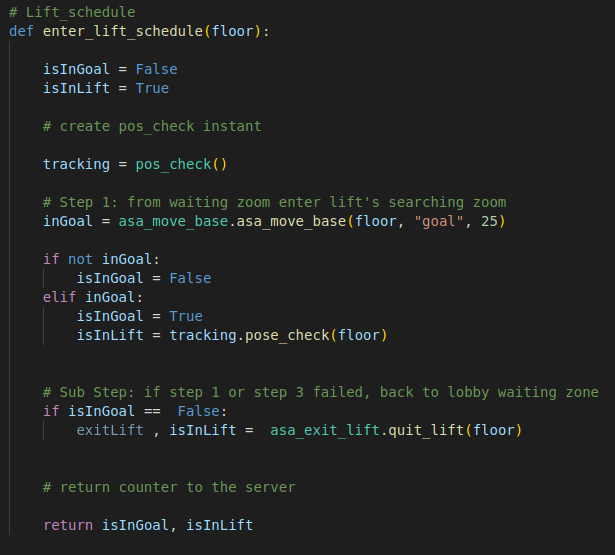 # Lift_schedule
def enter_lift_schedule(floor):
isInGoal = False
isInLift = True
# create pos_check instant
tracking = pos_check()
# Step 1: from waiting zoom enter lift's searching zoom
inGoal = asa_move_base.asa_move_base(floor, "goal", 25)
if not inGoal:
isInGoal = False
elif inGoal:
isInGoal = True
isInLift = tracking.pose_check(floor)
# Sub Step: if step 1 or step 3 failed, back to lobby waiting zone
if isInGoal ==  False:
exitLift , isInLift =  asa_exit_lift.quit_lift(floor)
# return counter to the server
return isInGoal, isInLift